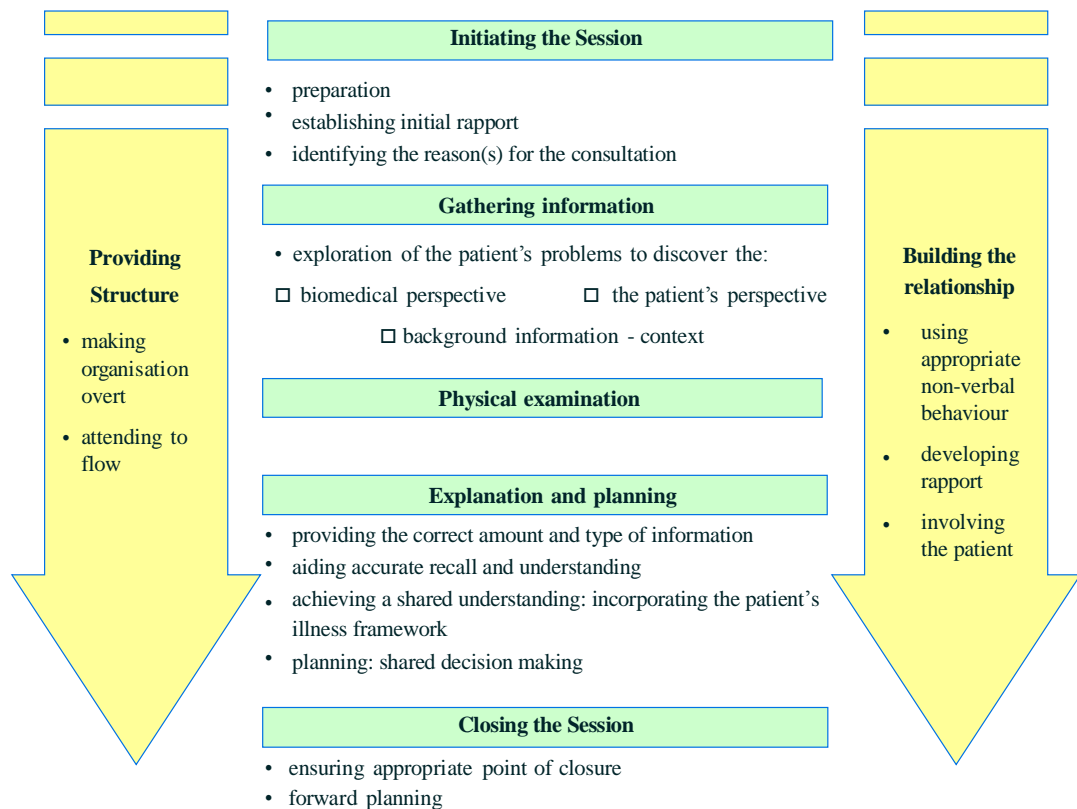 Initiating the Session
• preparation
• establishing initial rapport
• identifying the reason(s) for the consultation
Gathering information
• exploration of the patient's problems to discover the:
☐ biomedical perspective ☐ the patient's perspective
☐ background information - context
Physical examination
Explanation and planning
• providing the correct amount and type of information
• aiding accurate recall and understanding
• achieving a shared understanding: incorporating the patient's
illness framework
• planning: shared decision making
Closing the Session
• ensuring appropriate point of closure
• forward planning
Providing
Structure
• making
organisation
overt
• attending to
flow
Building the
relationship
• using
appropriate
non-verbal
behaviour
• developing
rapport
• involving
the patient